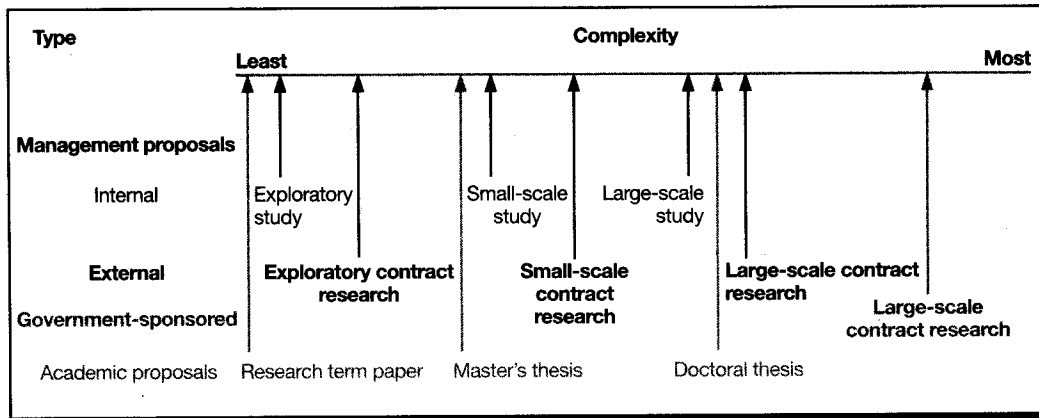 Type
Complexity
Least
Most
Management proposals
Internal
Exploratory
study
Small-scale
study
Large-scale
study
External
Exploratory contract
research
Small-scale
contract
research
Large-scale contract
research
Government-sponsored
Large-scale
contract research
Academic proposals
Research term paper
Master's thesis
Doctoral thesis